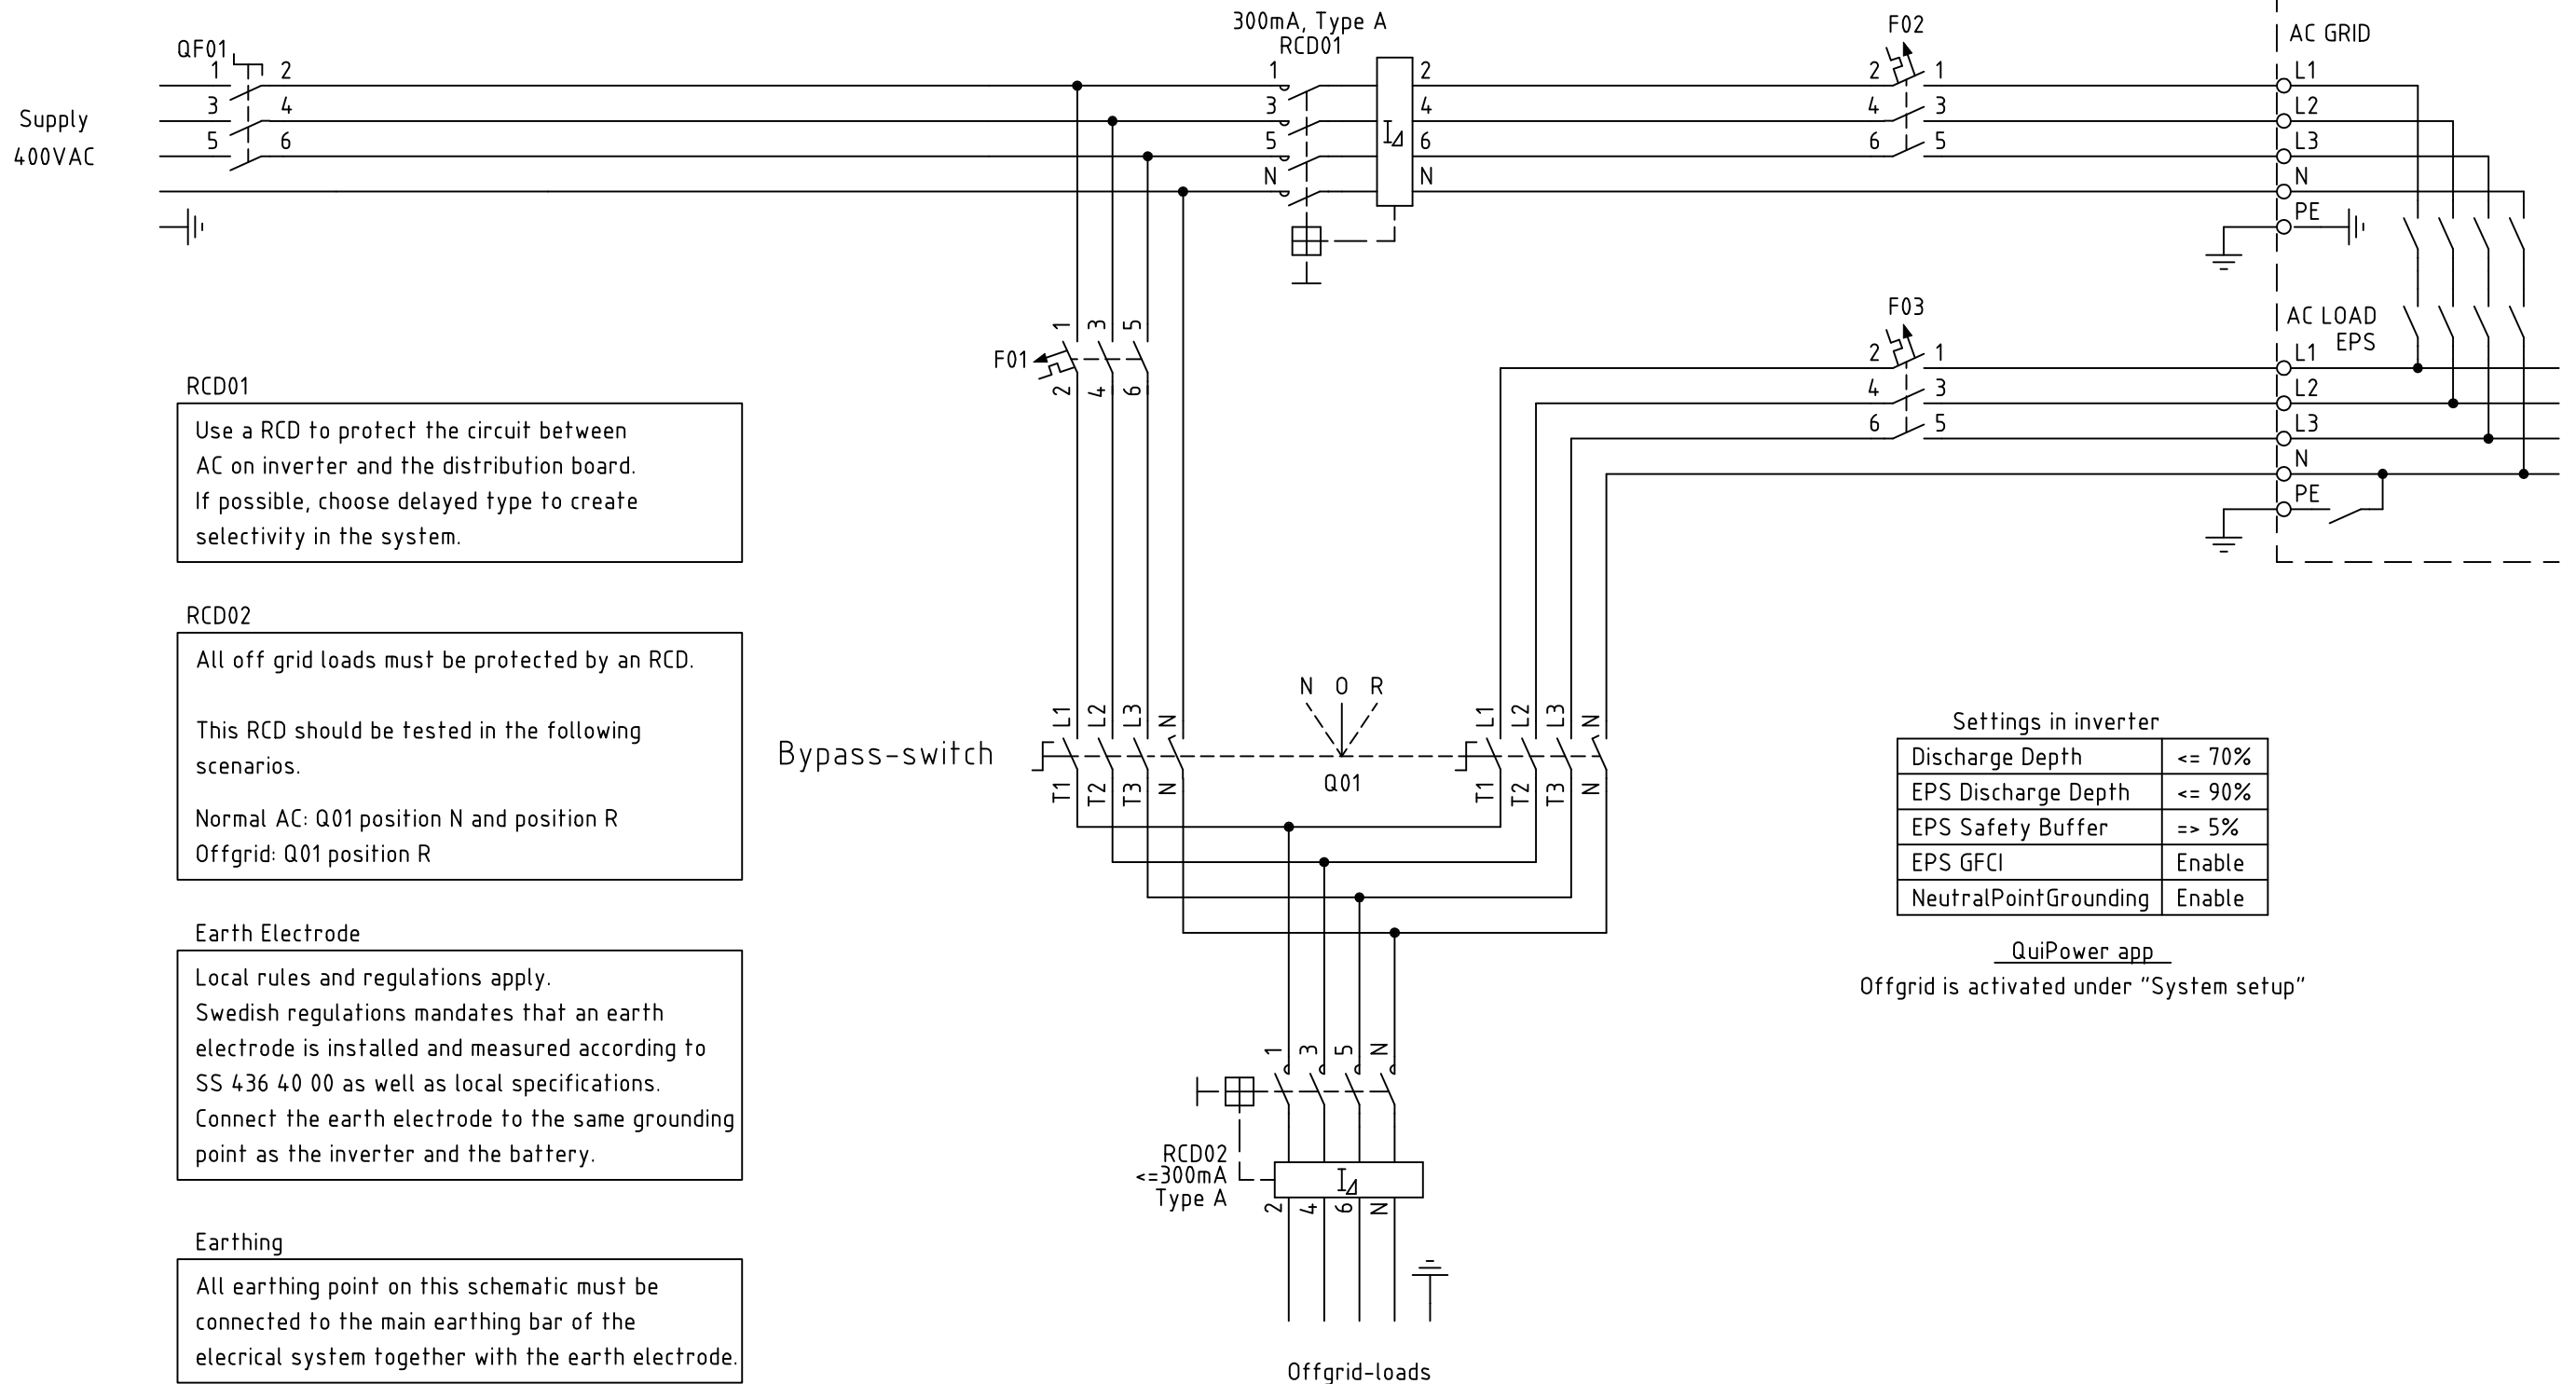 300mA, Type A
RCD01
QF01
1 2
3 4
5 6
Supply
400VAC
1 2
3 4
5 6
N N
I⊿
F02
2 1
4 3
6 5
AC GRID
L1
L2
L3
N
PE
F03
2 1
4 3
6 5
AC LOAD
EPS
L1
L2
L3
N
PE
F01
1 3 5
2 4 6
RCD01
Use a RCD to protect the circuit between
AC on inverter and the distribution board.
If possible, choose delayed type to create
selectivity in the system.
RCD02
All off grid loads must be protected by an RCD.
This RCD should be tested in the following
scenarios.
Normal AC: Q01 position N and position R
Offgrid: Q01 position R
Earth Electrode
Local rules and regulations apply.
Swedish regulations mandates that an earth
electrode is installed and measured according to
SS 436 40 00 as well as local specifications.
Connect the earth electrode to the same grounding
point as the inverter and the battery.
Earthing
All earthing point on this schematic must be
connected to the main earthing bar of the
elecrical system together with the earth electrode.
Bypass-switch
L1 L2 L3 N
T1 T2 T3 N
N O R
Q01
L1 L2 L3 N
T1 T2 T3 N
1 3 5 N
RCD02
<=300mA
Type A
I⊿
2 4 6 N
Offgrid-loads
Settings in inverter
Discharge Depth <= 70%
EPS Discharge Depth <= 90%
EPS Safety Buffer => 5%
EPS GFCI Enable
NeutralPointGrounding Enable
QuiPower app
Offgrid is activated under "System setup"